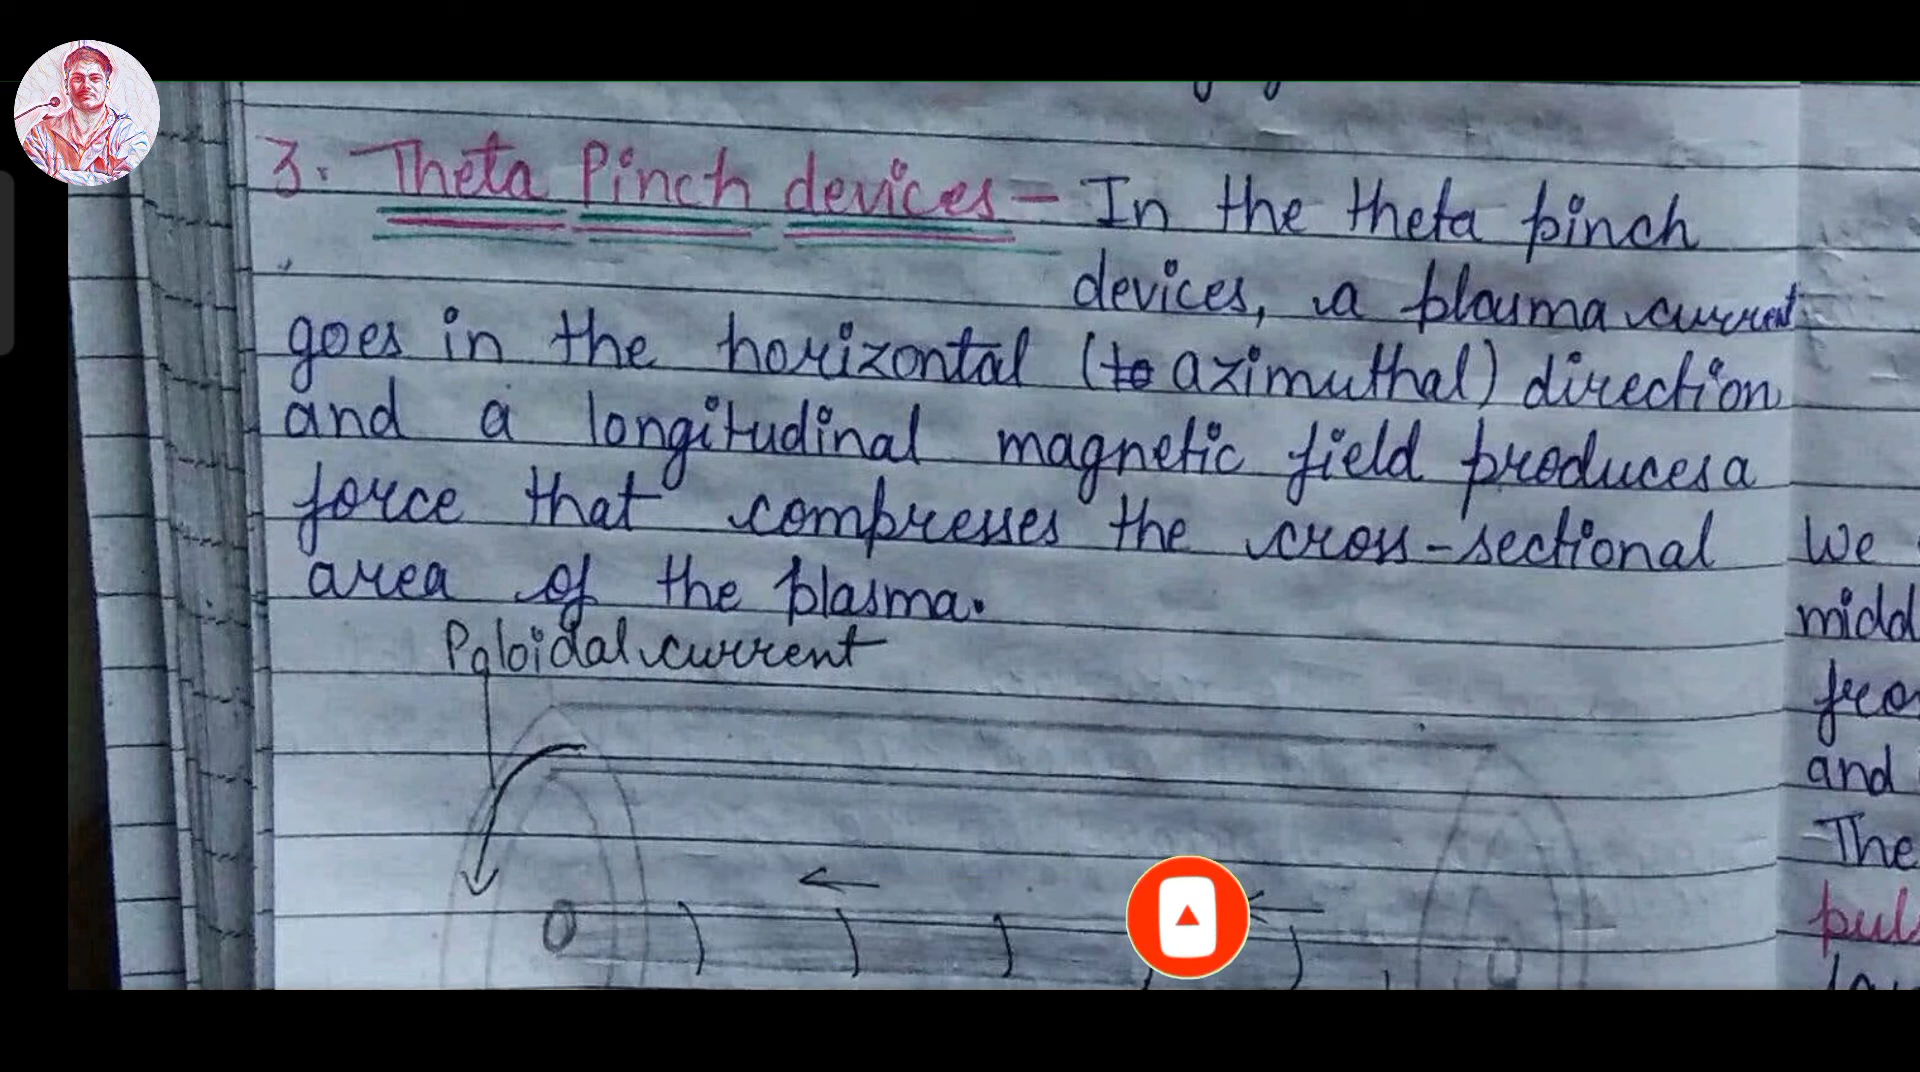 3. Theta Pinch devices - In the theta pinch
devices, a plasma current
goes in the horizontal (to azimuthal) direction
and a longitudinal magnetic field produces a
force that compresses the cross-sectional
area of the plasma.
Poloidal current
We
midd
fro
and
The
pul